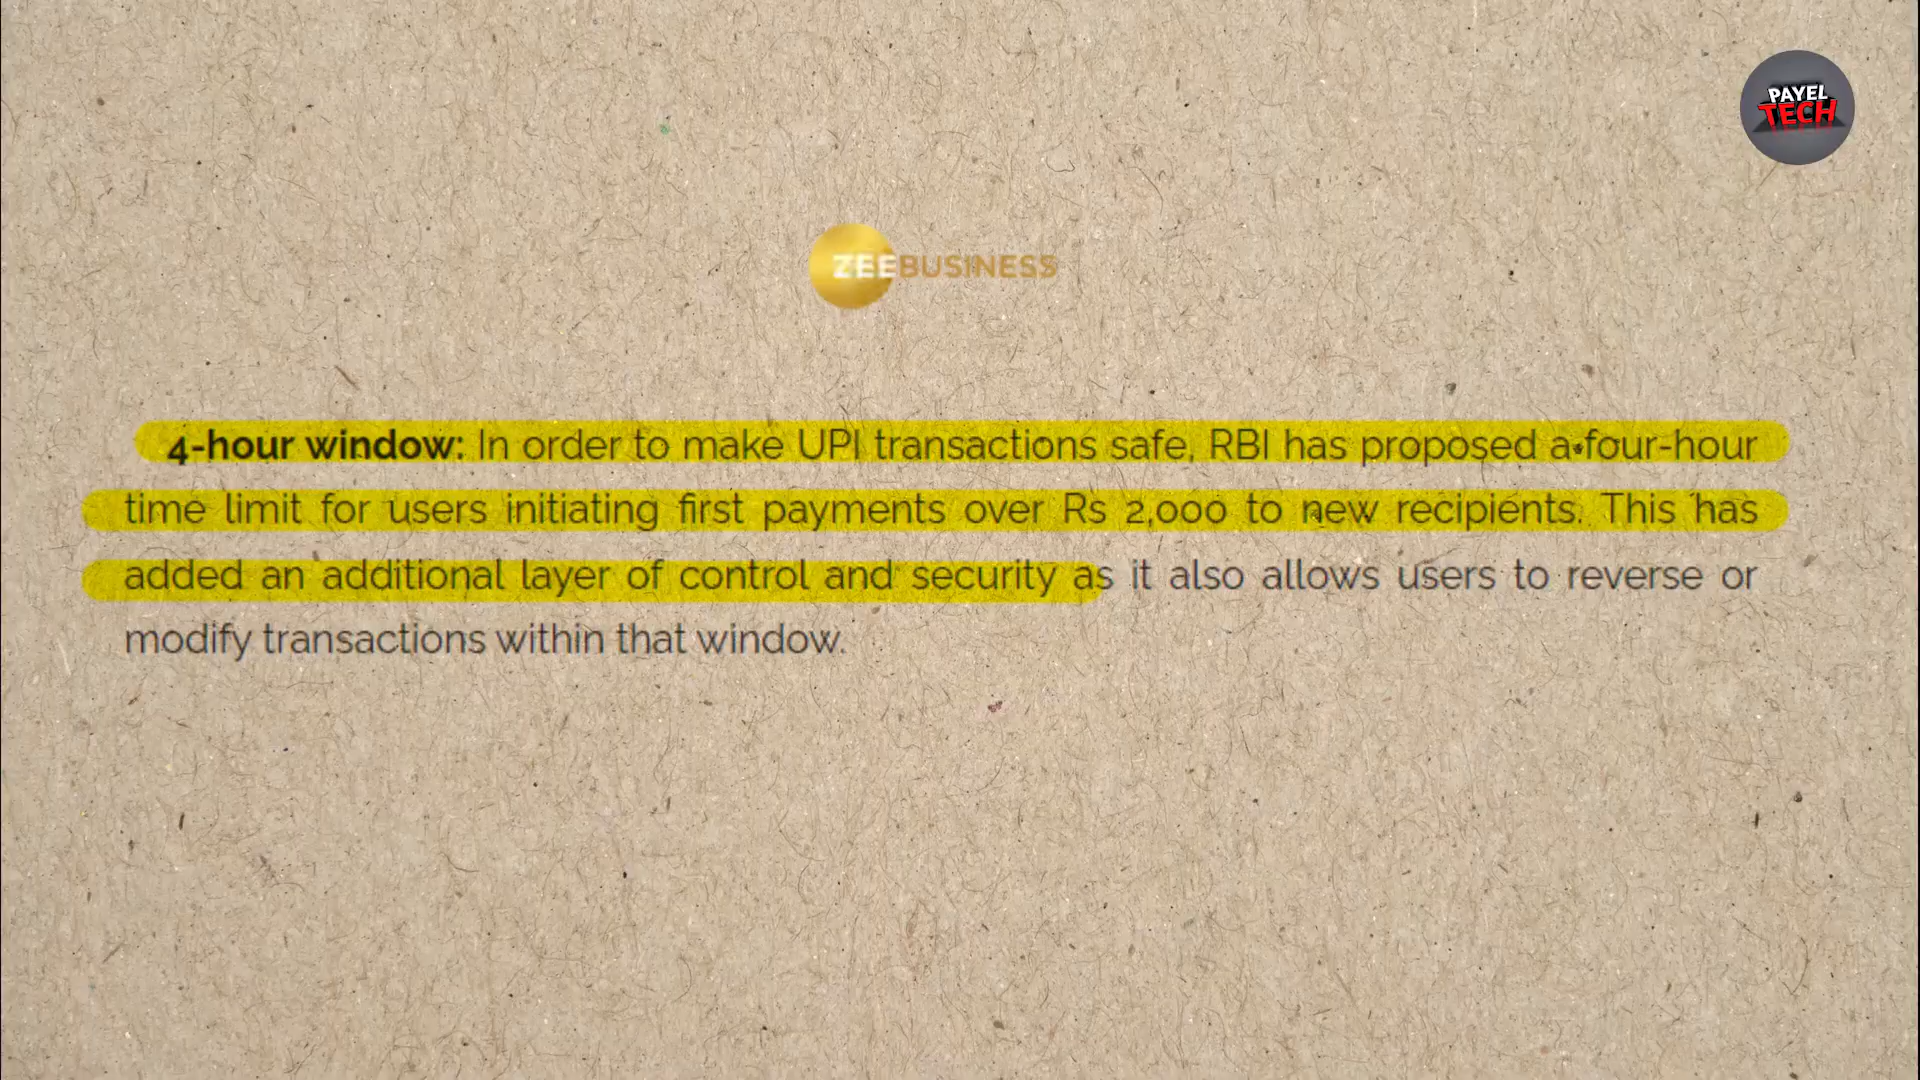 PAYEL
TECH
ZEEBUSINESS
4-hour window: In order to make UPI transactions safe, RBI has proposed a four-hour
time limit for users initiating first payments over Rs 2,000 to new recipients. This has
added an additional layer of control and security as it also allows users to reverse or
modify transactions within that window.